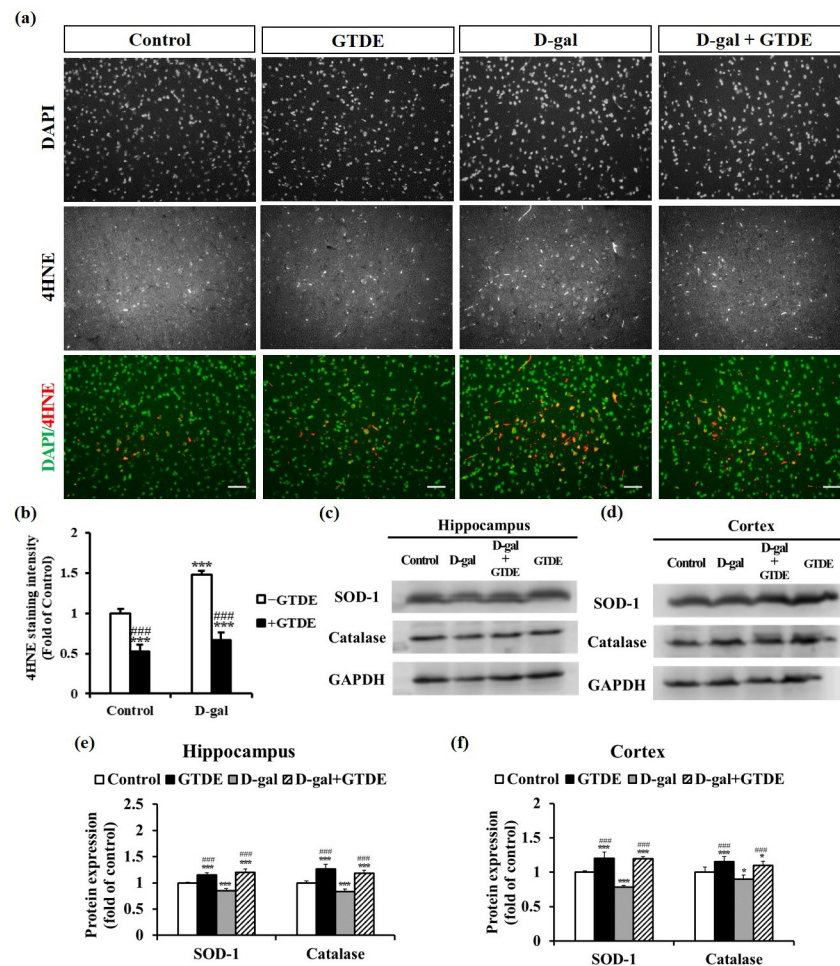 (a)
Control GTDE D-gal D-gal + GTDE
DAPI
4HNE
DAPI/4HNE
(b)
4HNE staining intensity
(Fold of Control)
2
1.5
1
0.5
0
***
###
***
###
***
−GTDE
+GTDE
Control D-gal
(c)
Hippocampus
Control D-gal D-gal + GTDE GTDE
SOD-1
Catalase
GAPDH
(d)
Cortex
Control D-gal D-gal + GTDE GTDE
SOD-1
Catalase
GAPDH
(e)
Hippocampus
Control GTDE D-gal D-gal+GTDE
Protein expression
(fold of control)
2.5
2
1.5
1
0.5
0
###
***
***
###
***
###
***
***
###
***
SOD-1 Catalase
(f)
Cortex
Control GTDE D-gal D-gal+GTDE
Protein expression
(fold of control)
2
1.5
1
0.5
0
###
***
***
###
***
###
***
*
###
*
SOD-1 Catalase